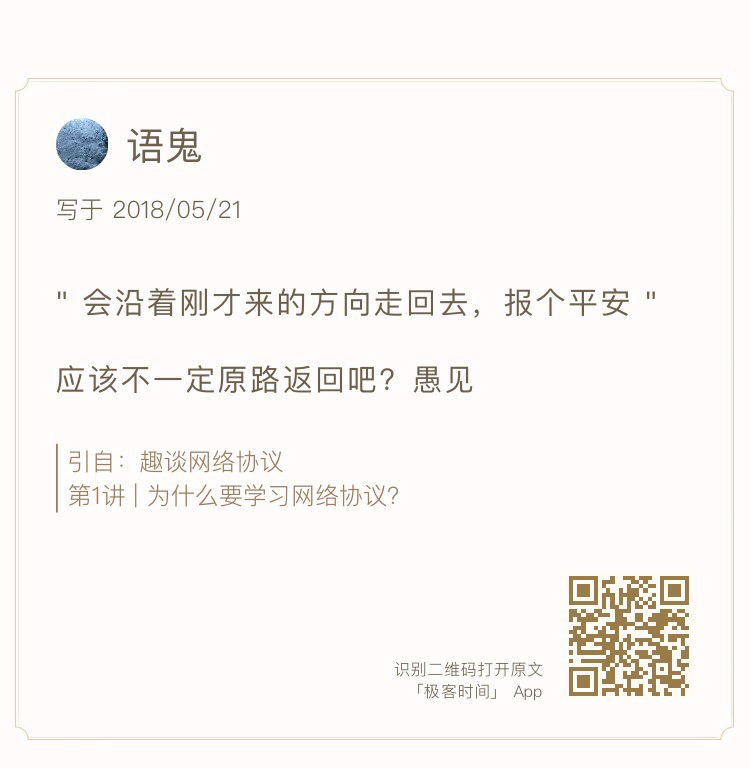 语鬼
写于 2018/05/21
" 会沿着刚才来的方向走回去，报个平安 "
应该不一定原路返回吧？愚见
引自：趣谈网络协议
第1讲 | 为什么要学习网络协议？
识别二维码打开原文
「极客时间」 App